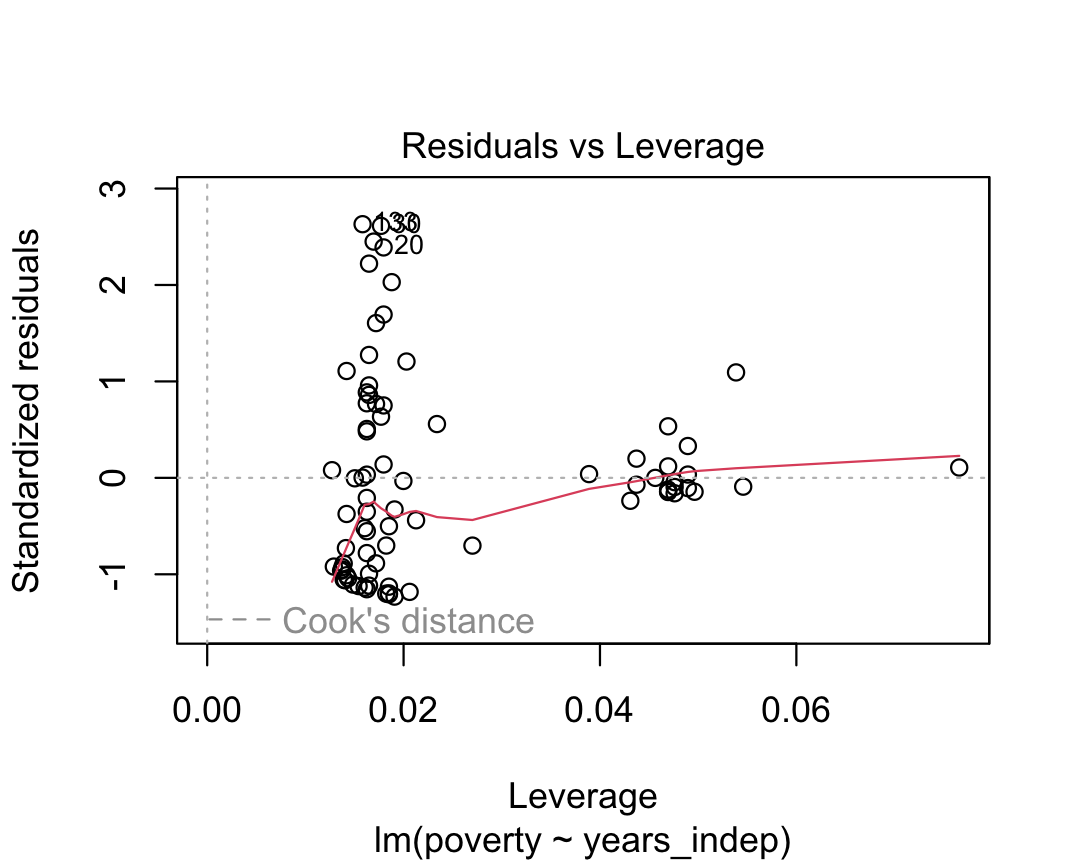 Residuals vs Leverage
3
2
1
0
-1
Standardized residuals
20
Cook's distance
0.00 0.02 0.04 0.06
Leverage
lm(poverty ~ years_indep)